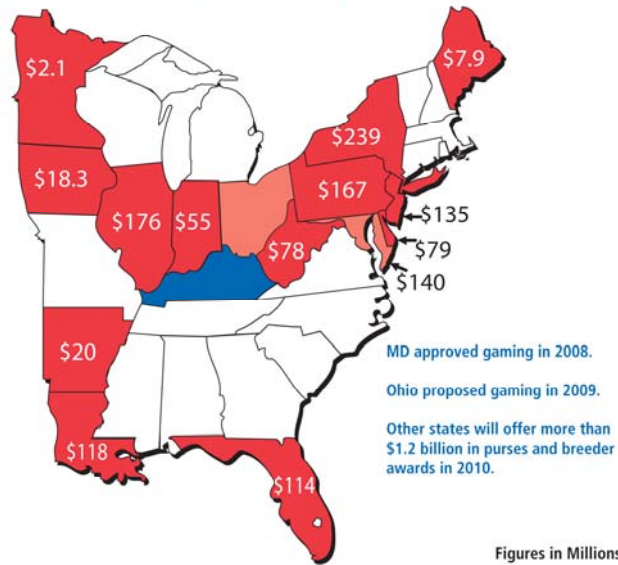 $2.1
$7.9
$239
$18.3
$167
$176
$55
$135
$78
$79
$140
$20
MD approved gaming in 2008.
Ohio proposed gaming in 2009.
Other states will offer more than
$1.2 billion in purses and breeder
awards in 2010.
$118
$114
Figures in Millions